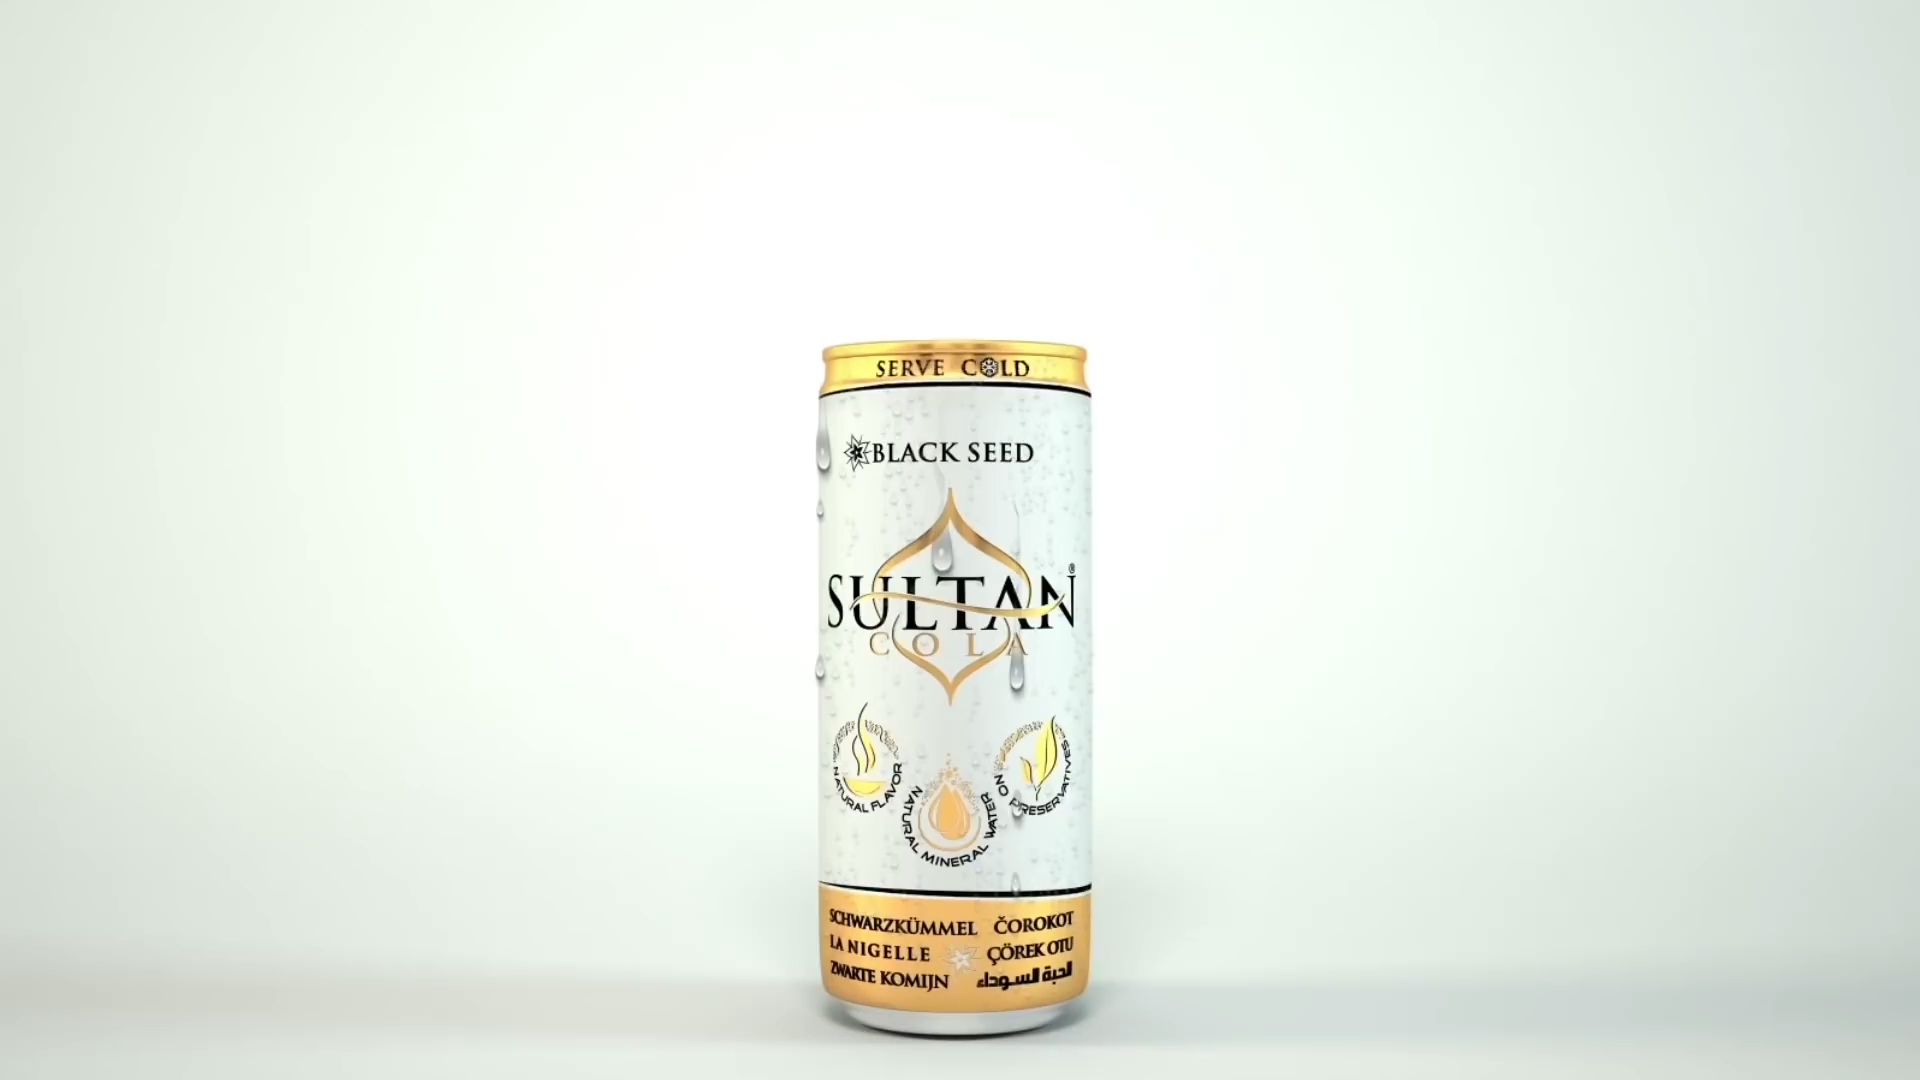 SERVE COLD
BLACK SEED
SULTAN®
COLA
NATURAL FLAVOR
NATURAL MINERAL WATER
NO PRESERVATIVES
SCHWARZKÜMMEL ČOROKOT
LA NIGELLE ÇÖREK OTU
ZWARTE KOMIJN الحبة السوداء